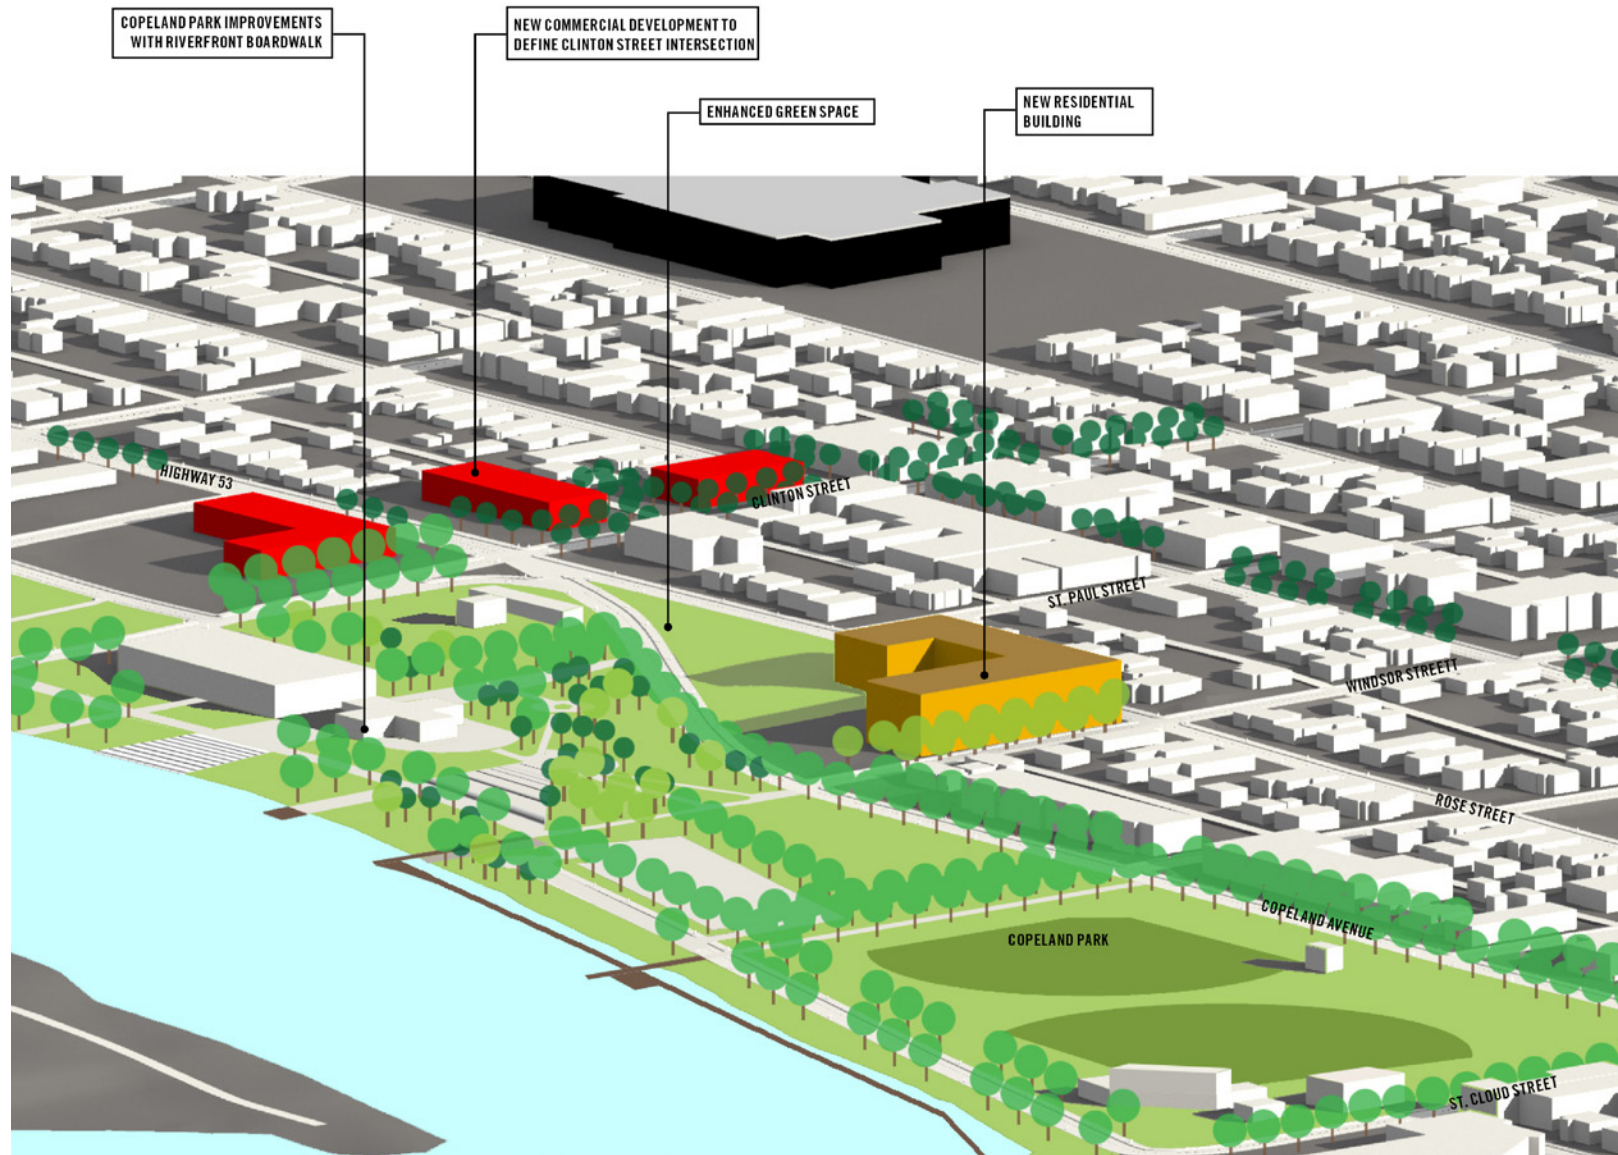 COPELAND PARK IMPROVEMENTS
WITH RIVERFRONT BOARDWALK
NEW COMMERCIAL DEVELOPMENT TO
DEFINE CLINTON STREET INTERSECTION
ENHANCED GREEN SPACE
NEW RESIDENTIAL
BUILDING
HIGHWAY 53
CLINTON STREET
ST. PAUL STREET
WINDSOR STREETT
ROSE STREET
COPELAND AVENUE
COPELAND PARK
ST. CLOUD STREET